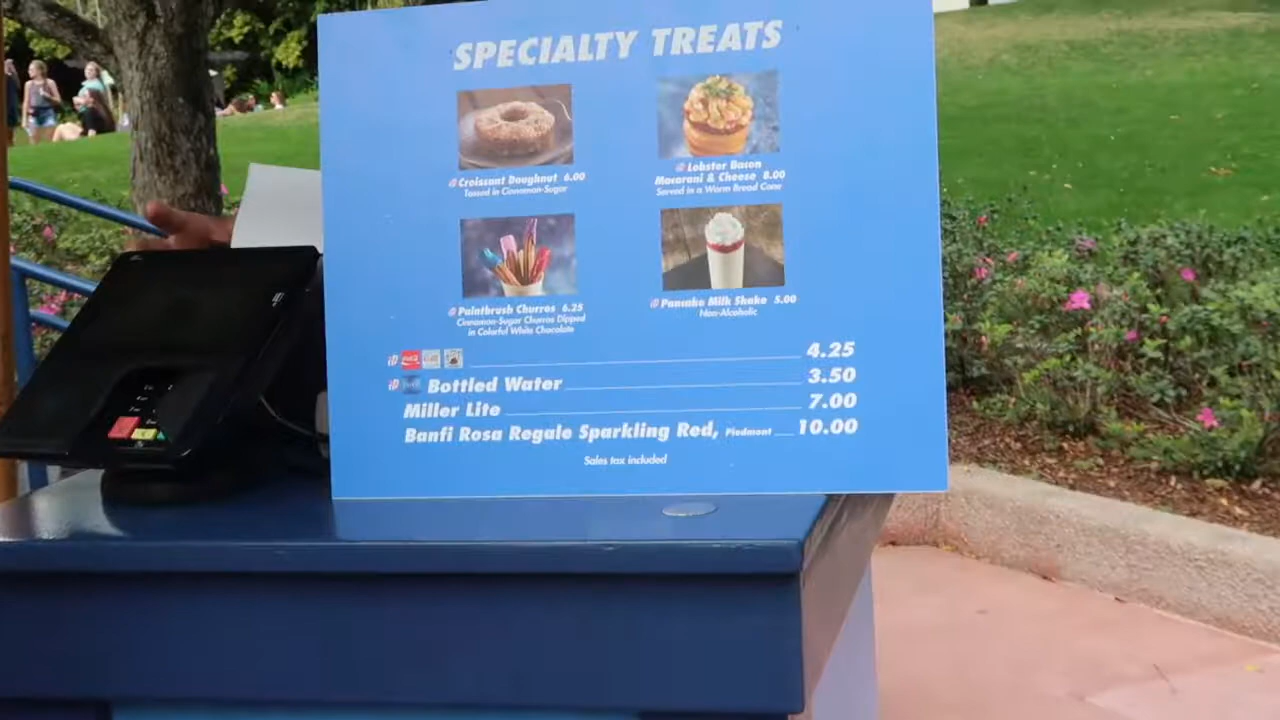 SPECIALTY TREATS
Croissant Doughnut 6.00
Tossed in Cinnamon-Sugar
Lobster Bacon
Macaroni & Cheese 8.00
Served in a Warm Bread Cone
Paintbrush Churros 6.25
Cinnamon-Sugar Churros Dipped
in Colorful White Chocolate
Pancake Milk Shake 5.00
Non-Alcoholic
4.25
Bottled Water 3.50
Miller Lite 7.00
Banfi Rosa Regale Sparkling Red, Piedmont 10.00
Sales tax included